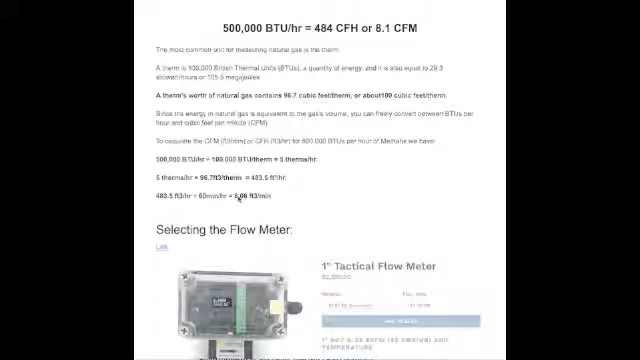 500,000 BTU/hr = 484 CFH or 8.1 CFM
The most common unit for measuring natural gas is the therm.
A therm is 100,000 British Thermal Units (BTUs), a quantity of energy, and it is also equal to 29.3
kilowatt-hours or 105.5 megajoules
A therm's worth of natural gas contains 96.7 cubic feet/therm, or about100 cubic feet/therm.
Since the energy in natural gas is equivalent to the gas's volume, you can freely convert between BTUs per
hour and cubic feet per minute (CFM)
To calculate the CFM (ft3/min) or CFH (ft3/hr) for 500,000 BTUs per hour of Methane we have:
500,000 BTU/hr ÷ 100,000 BTU/therm = 5 therms/hr.
5 therms/hr × 96.7ft3/therm = 483.5 ft³/hr.
483.5 ft3/hr ÷ 60min/hr = 8.06 ft3/min
Selecting the Flow Meter:
Link
1" Tactical Flow Meter
TEMPERATURE